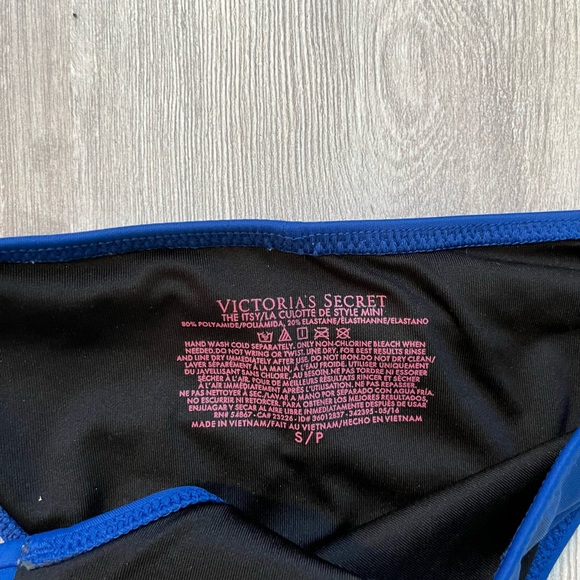 VICTORIA'S SECRET
THE ITSY/LA CULOTTE DE STYLE MINI
80% POLYAMIDE/POLIAMIDA, 20% ELASTANE/ÉLASTHANNE/ELASTANO
HAND WASH COLD SEPARATELY. ONLY NON-CHLORINE BLEACH WHEN
NEEDED.DO NOT WRING OR TWIST. LINE DRY. FOR BEST RESULTS RINSE
AND LINE DRY IMMEDIATELY AFTER USE. DO NOT IRON.DO NOT DRY CLEAN/
LAVER SÉPARÉMENT À LA MAIN, À L'EAU FROIDE. UTILISER UNIQUEMENT
DU JAVELLISANT SANS CHLORE, AU BESOIN.NE PAS TORDRE NI ESSORER
SÉCHER À L'AIR. POUR DE MEILLEURS RÉSULTATS RINCER ET SÉCHER
À L'AIR IMMÉDIATEMENT APRÈS UTILISATION. NE PAS REPASSER.
NE PAS NETTOYER À SEC/LAVAR A MANO POR SEPARADO CON AGUA FRÍA.
NO ESCURRIR NI RETORCER. PARA OBTENER LOS MEJORES RESULTADOS,
ENJUAGAR Y SECAR AL AIRE LIBRE INMEDIATAMENTE DESPUÉS DE USAR
RN# 54867 • CA# 23226 • ID# 36012837 • 342395 • 05/16
MADE IN VIETNAM/FAIT AU VIETNAM/HECHO EN VIETNAM
S/P